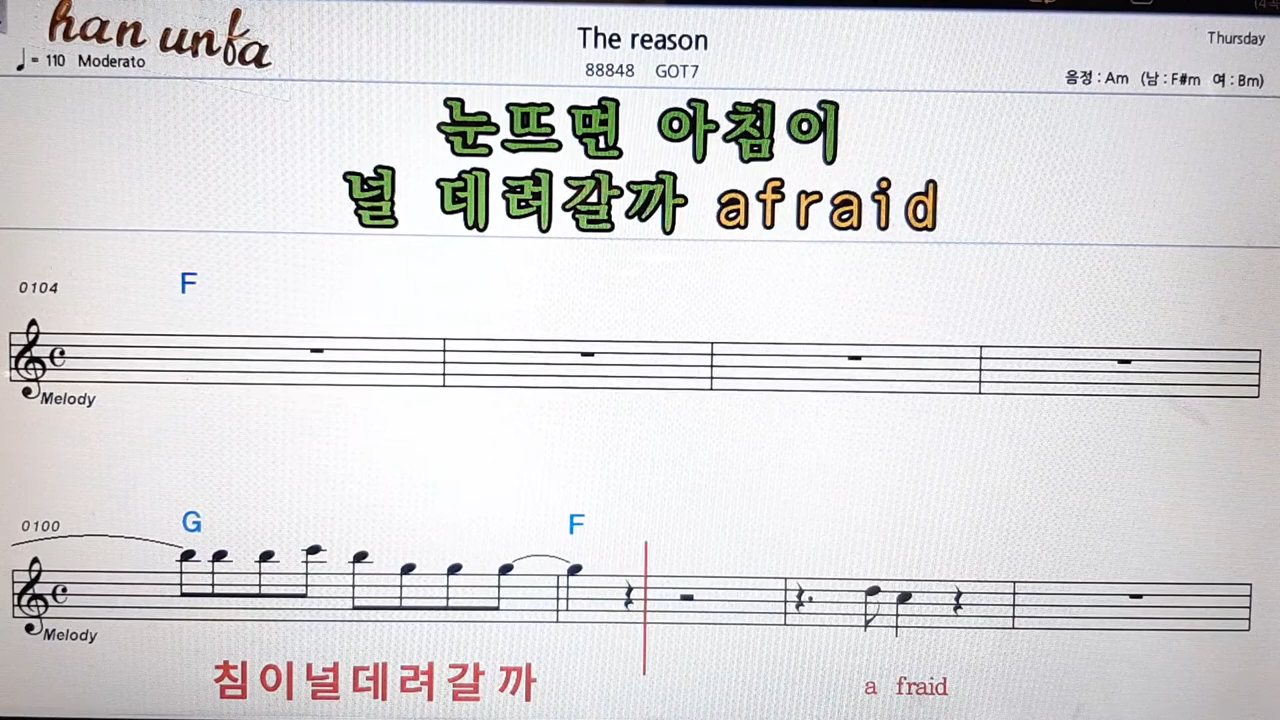 han unfa
The reason
Thursday
♩= 110 Moderato
88848 GOT7
음정 : Am (남 : F#m 여 : Bm)
눈뜨면 아침이
널 데려갈까 afraid
0104
F
Melody
0100
G F
Melody
침이널데려갈까
a fraid